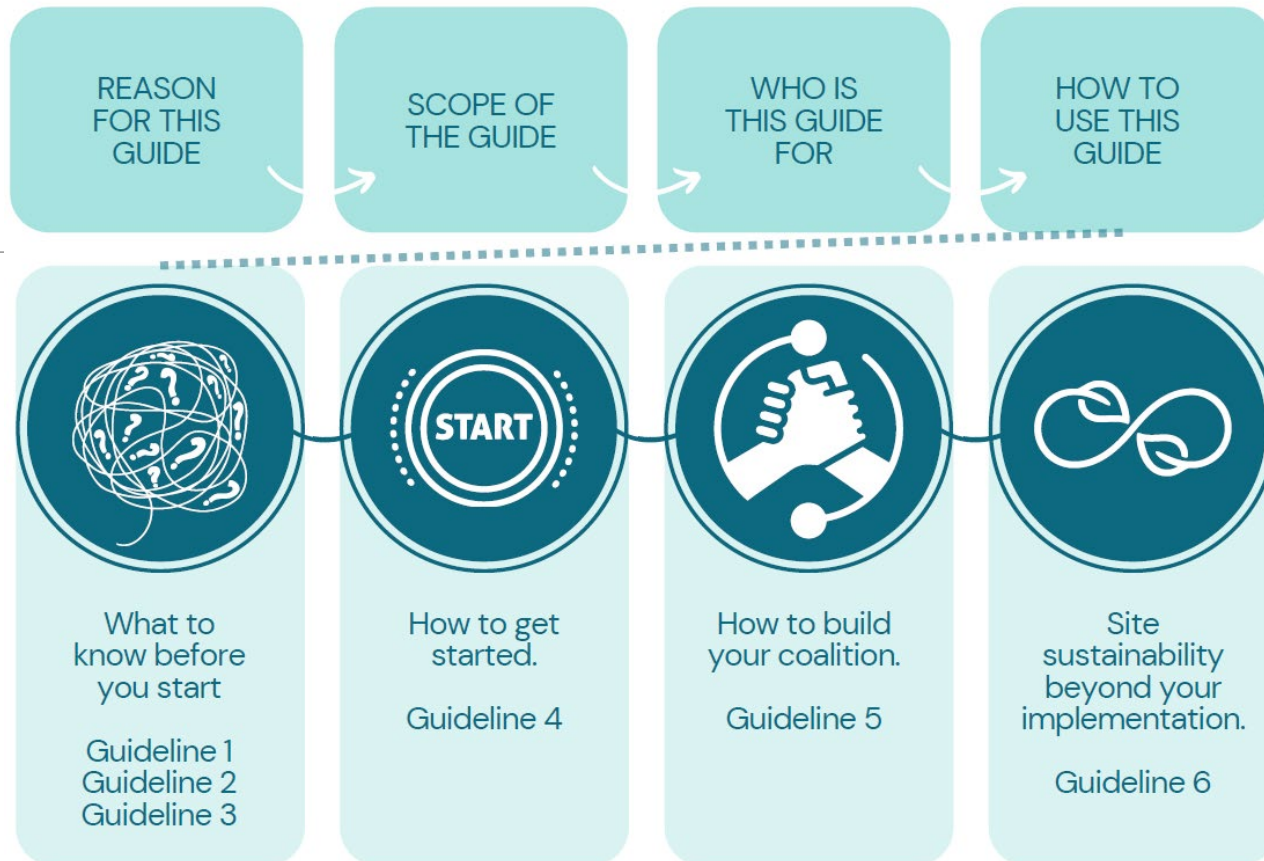 REASON
FOR THIS
GUIDE
SCOPE OF
THE GUIDE
WHO IS
THIS GUIDE
FOR
HOW TO
USE THIS
GUIDE
START
What to
know before
you start
Guideline 1
Guideline 2
Guideline 3
How to get
started.
Guideline 4
How to build
your coalition.
Guideline 5
Site
sustainability
beyond your
implementation.
Guideline 6